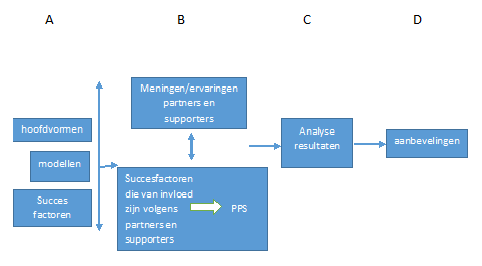 A B C D
hoofdvormen
modellen
Succes
factoren
Meningen/ervaringen
partners en
supporters
Succesfactoren
die van invloed
zijn volgens PPS
partners en
supporters
Analyse
resultaten
aanbevelingen